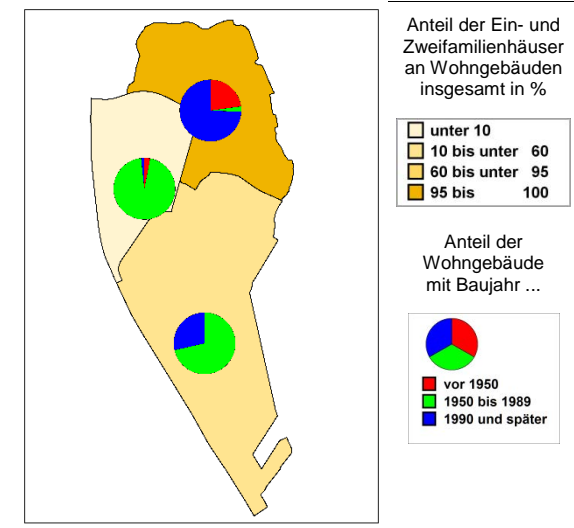 Anteil der Ein- und
Zweifamilienhäuser
an Wohngebäuden
insgesamt in %
unter 10
10 bis unter 60
60 bis unter 95
95 bis 100
Anteil der
Wohngebäude
mit Baujahr ...
vor 1950
1950 bis 1989
1990 und später